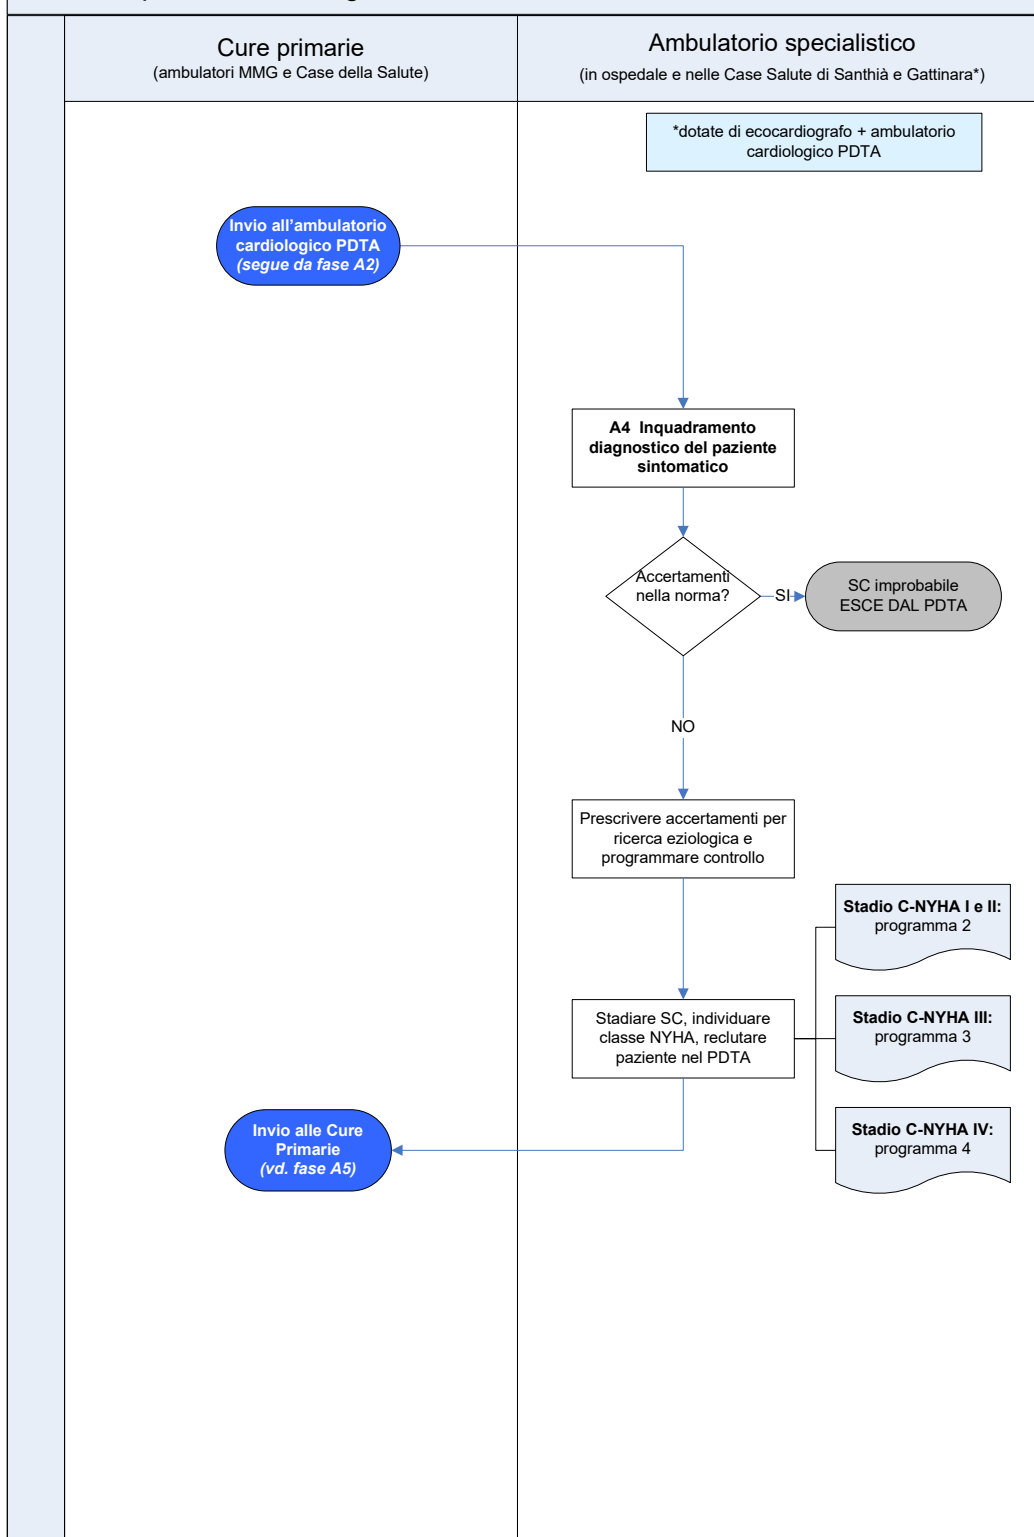 Cure primarie
(ambulatori MMG e Case della Salute)
Ambulatorio specialistico
(in ospedale e nelle Case Salute di Santhià e Gattinara*)
*dotate di ecocardiografo + ambulatorio
cardiologico PDTA
Invio all'ambulatorio
cardiologico PDTA
(segue da fase A2)
A4 Inquadramento
diagnostico del paziente
sintomatico
Accertamenti
nella norma?
SI
SC improbabile
ESCE DAL PDTA
NO
Prescrivere accertamenti per
ricerca eziologica e
programmare controllo
Stadio C-NYHA I e II:
programma 2
Stadiare SC, individuare
classe NYHA, reclutare
paziente nel PDTA
Stadio C-NYHA III:
programma 3
Stadio C-NYHA IV:
programma 4
Invio alle Cure
Primarie
(vd. fase A5)